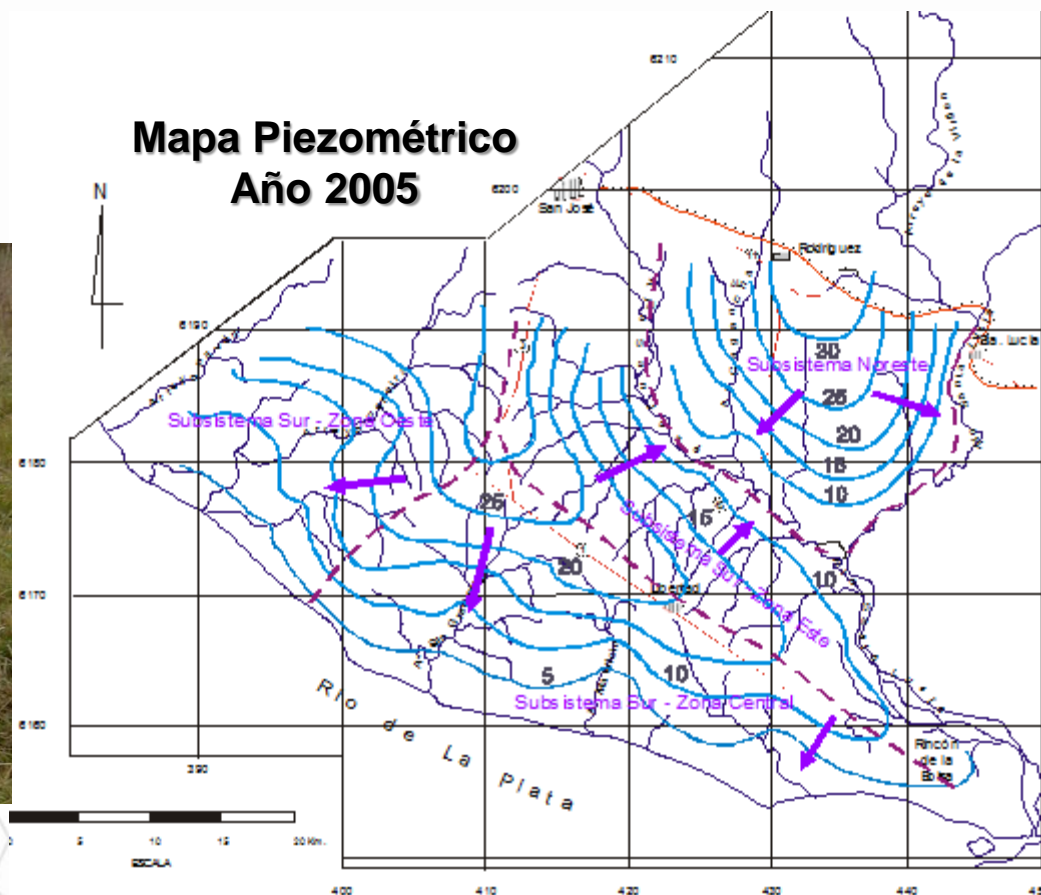 Mapa Piezométrico
Año 2005
N
6210
6200
San José
Rodriguez
6190
30
Subsistema Noreste
25
Subsistema Sur - Zona Oeste
20
15
6180
10
25
15
Subsistema Sur - Zona Este
20
10
6170
Libertad
5
10
Subsistema Sur - Zona Central
6160
Río de La Plata
Rincón
de la
Bolsa
390
5
10
15
20 Km.
ESCALA
400
410
420
430
440